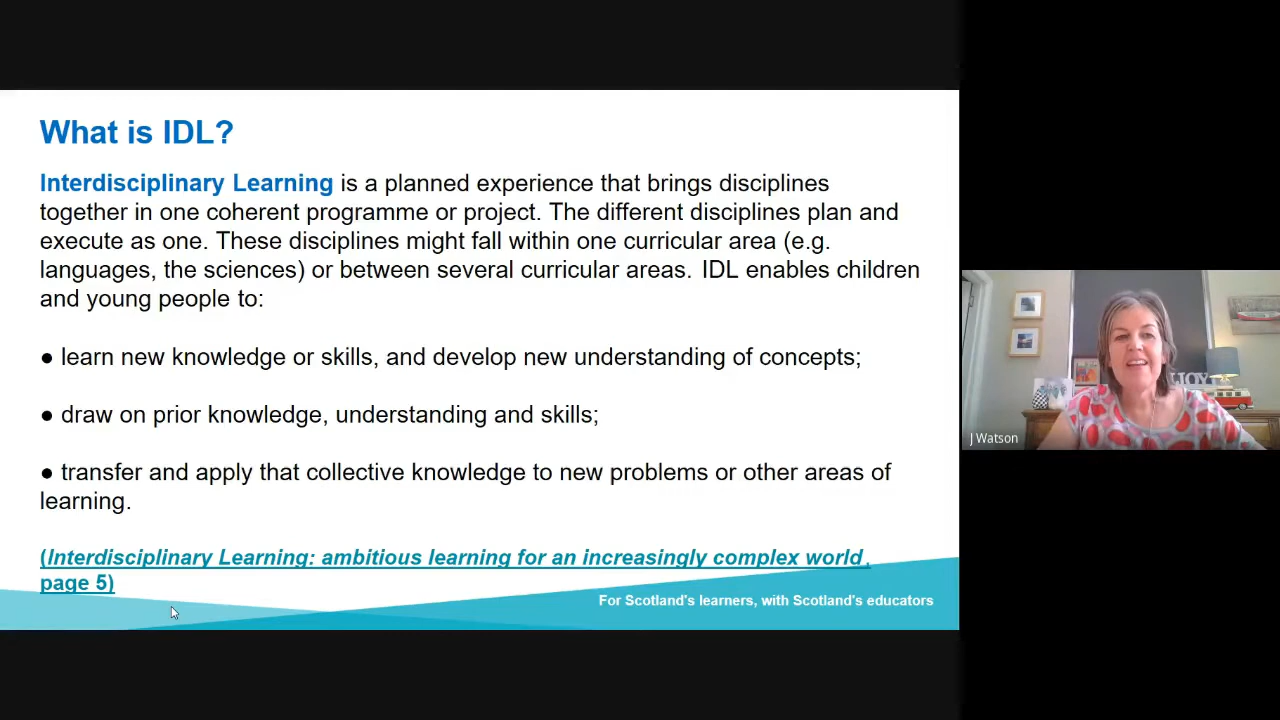 What is IDL?
Interdisciplinary Learning is a planned experience that brings disciplines
together in one coherent programme or project. The different disciplines plan and
execute as one. These disciplines might fall within one curricular area (e.g.
languages, the sciences) or between several curricular areas. IDL enables children
and young people to:
● learn new knowledge or skills, and develop new understanding of concepts;
● draw on prior knowledge, understanding and skills;
● transfer and apply that collective knowledge to new problems or other areas of
learning.
(Interdisciplinary Learning: ambitious learning for an increasingly complex world,
page 5)
For Scotland's learners, with Scotland's educators
JOY
J Watson